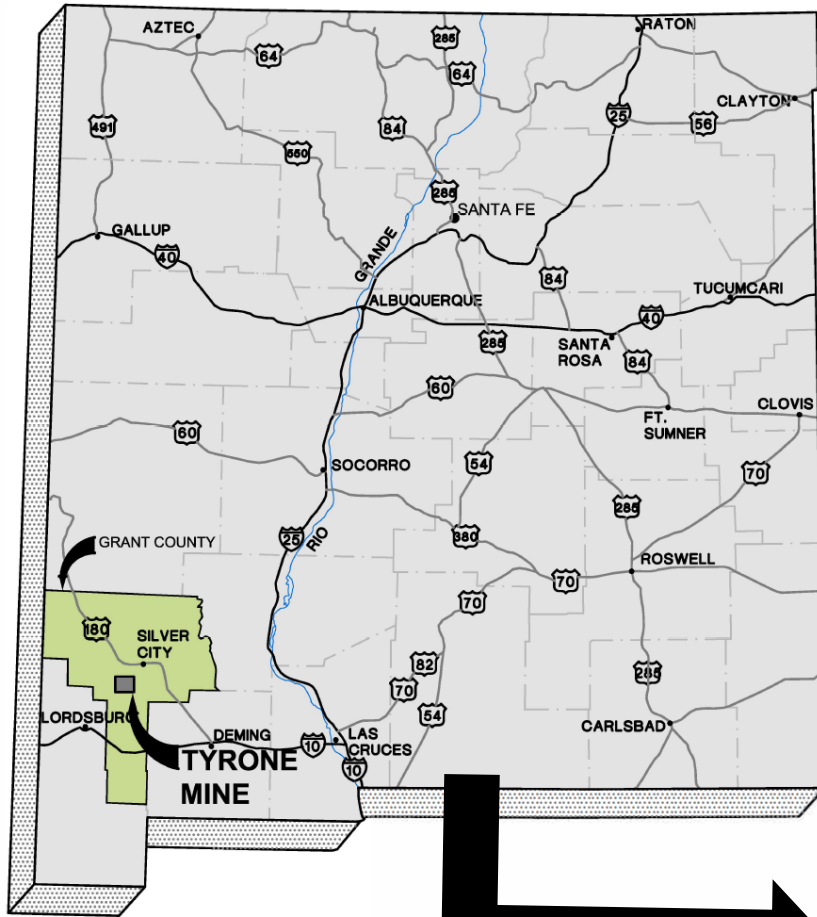 AZTEC
285
RATON
64
64
CLAYTON
25
56
491
84
550
285
SANTA FE
GALLUP
40
GRANDE
84
TUCUMCARI
ALBUQUERQUE
40
285
SANTA
ROSA
84
60
CLOVIS
FT.
SUMNER
60
54
SOCORRO
70
285
25
RIO
380
GRANT COUNTY
ROSWELL
70
70
180
SILVER
CITY
82
285
70
LORDSBURG
54
CARLSBAD
DEMING
10
LAS
CRUCES
TYRONE
MINE
10